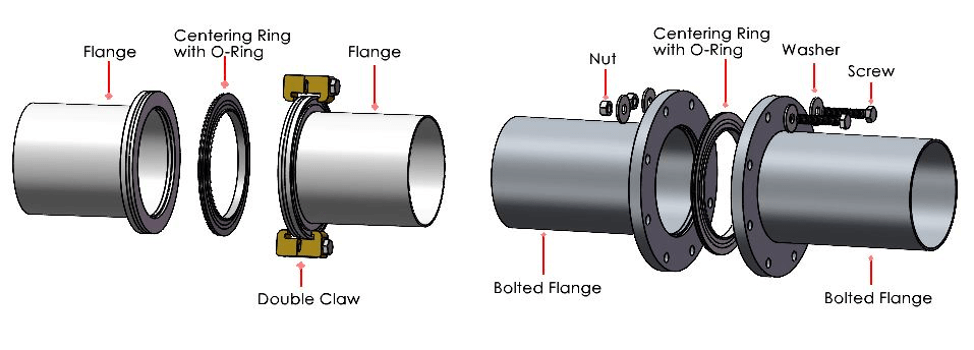 Flange
Centering Ring
with O-Ring
Flange
Double Claw
Nut
Centering Ring
with O-Ring
Washer
Screw
Bolted Flange
Bolted Flange